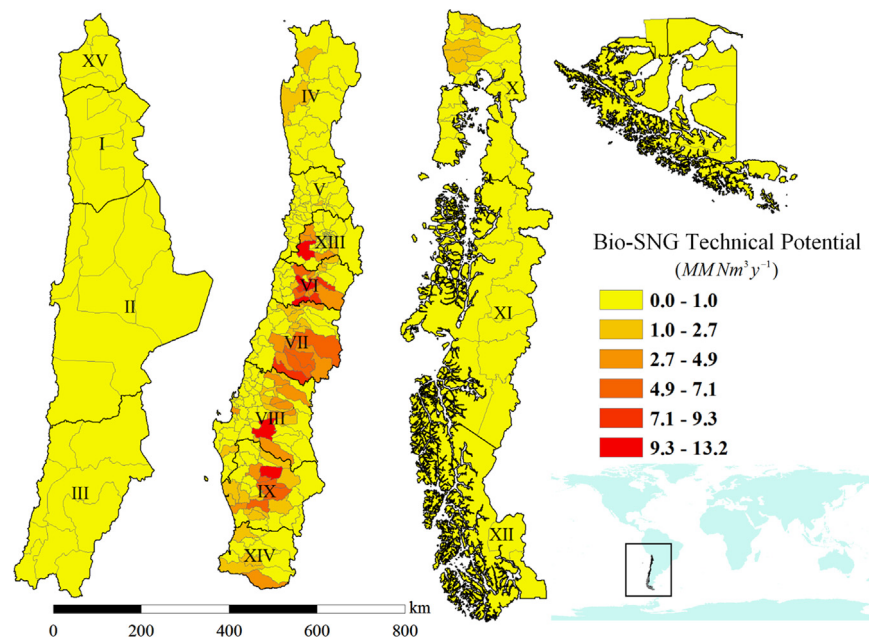 XV
I
II
III
IV
V
XIII
VI
VII
VIII
IX
XIV
X
XI
XII
Bio-SNG Technical Potential
(MM Nm³ y⁻¹)
0.0 - 1.0
1.0 - 2.7
2.7 - 4.9
4.9 - 7.1
7.1 - 9.3
9.3 - 13.2
km
0 200 400 600 800